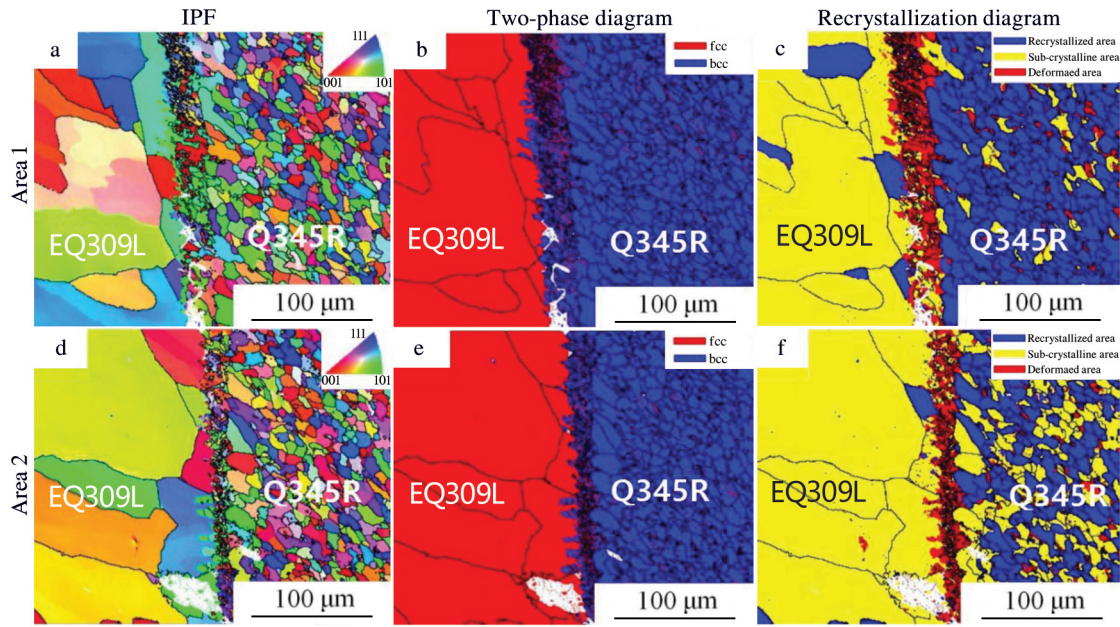 IPF
Two-phase diagram
Recrystallization diagram
Area 1
a
111
001
101
EQ309L
Q345R
100 μm
b
fcc
bcc
EQ309L
Q345R
100 μm
c
Recrystallized area
Sub-crystalline area
Deformaed area
EQ309L
Q345R
100 μm
Area 2
d
111
001
101
EQ309L
Q345R
100 μm
e
fcc
bcc
EQ309L
Q345R
100 μm
f
Recrystallized area
Sub-crystalline area
Deformaed area
EQ309L
Q345R
100 μm